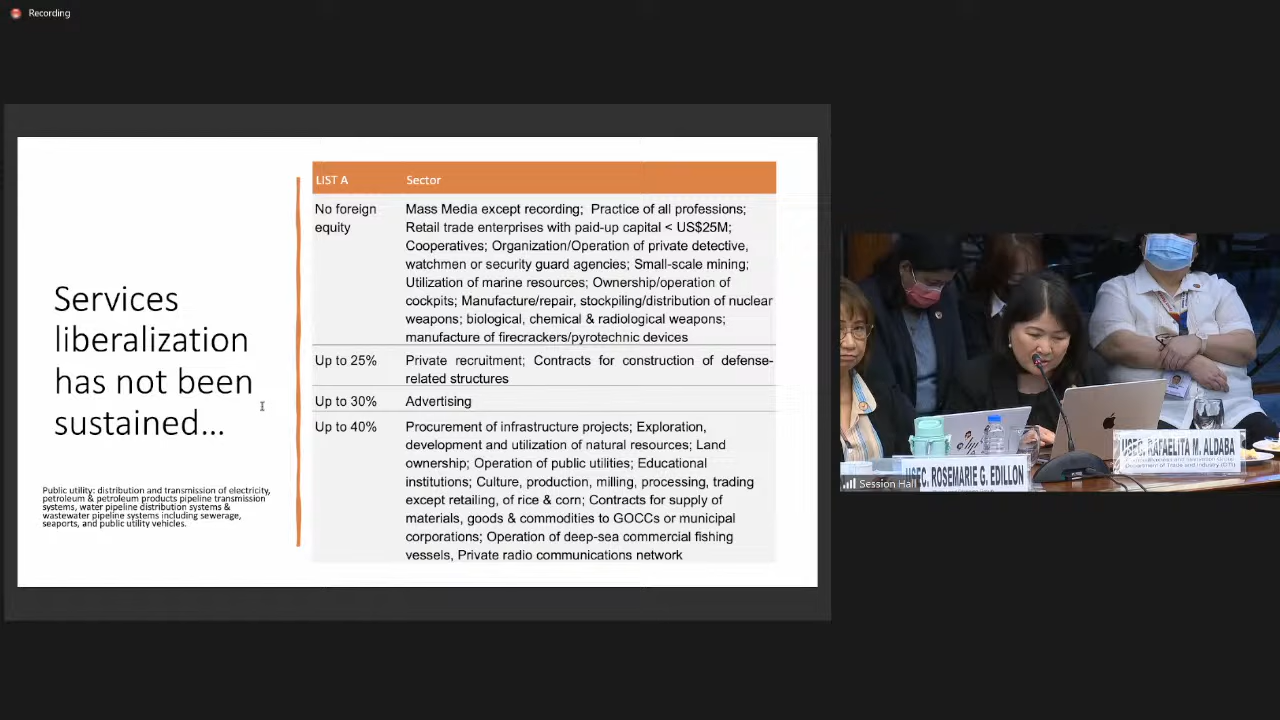 Recording
Services
liberalization
has not been
sustained...
Public utility: distribution and transmission of electricity,
petroleum & petroleum products pipeline transmission
systems, water pipeline distribution systems &
wastewater pipeline systems including sewerage,
seaports, and public utility vehicles.
LIST A Sector
No foreign
equity
Mass Media except recording; Practice of all professions;
Retail trade enterprises with paid-up capital < US$25M;
Cooperatives; Organization/Operation of private detective,
watchmen or security guard agencies; Small-scale mining;
Utilization of marine resources; Ownership/operation of
cockpits; Manufacture/repair, stockpiling/distribution of nuclear
weapons; biological, chemical & radiological weapons;
manufacture of firecrackers/pyrotechnic devices
Up to 25% Private recruitment; Contracts for construction of defense-
related structures
Up to 30% Advertising
Up to 40% Procurement of infrastructure projects; Exploration,
development and utilization of natural resources; Land
ownership; Operation of public utilities; Educational
institutions; Culture, production, milling, processing, trading
except retailing, of rice & corn; Contracts for supply of
materials, goods & commodities to GOCCs or municipal
corporations; Operation of deep-sea commercial fishing
vessels, Private radio communications network
USEC. ROSEMARIE G. EDILLON
USEC. RAFAELITA M. ALDABA
Department of Trade and Industry (DTI)
Session Hall